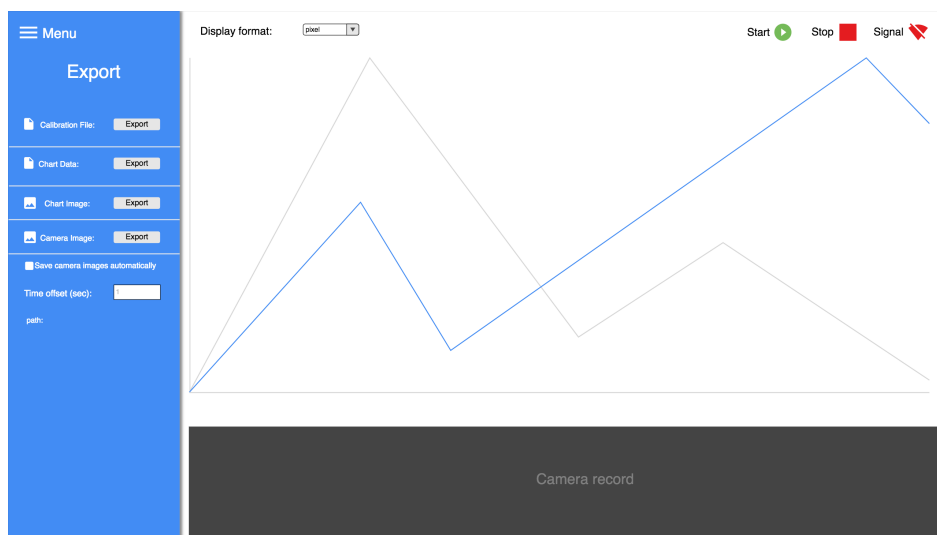 Menu
Display format:
pixel
Start
Stop
Signal
Export
Calibration File:
Export
Chart Data:
Export
Chart Image:
Export
Camera Image:
Export
Save camera images automatically
Time offset (sec):
1
path:
Camera record